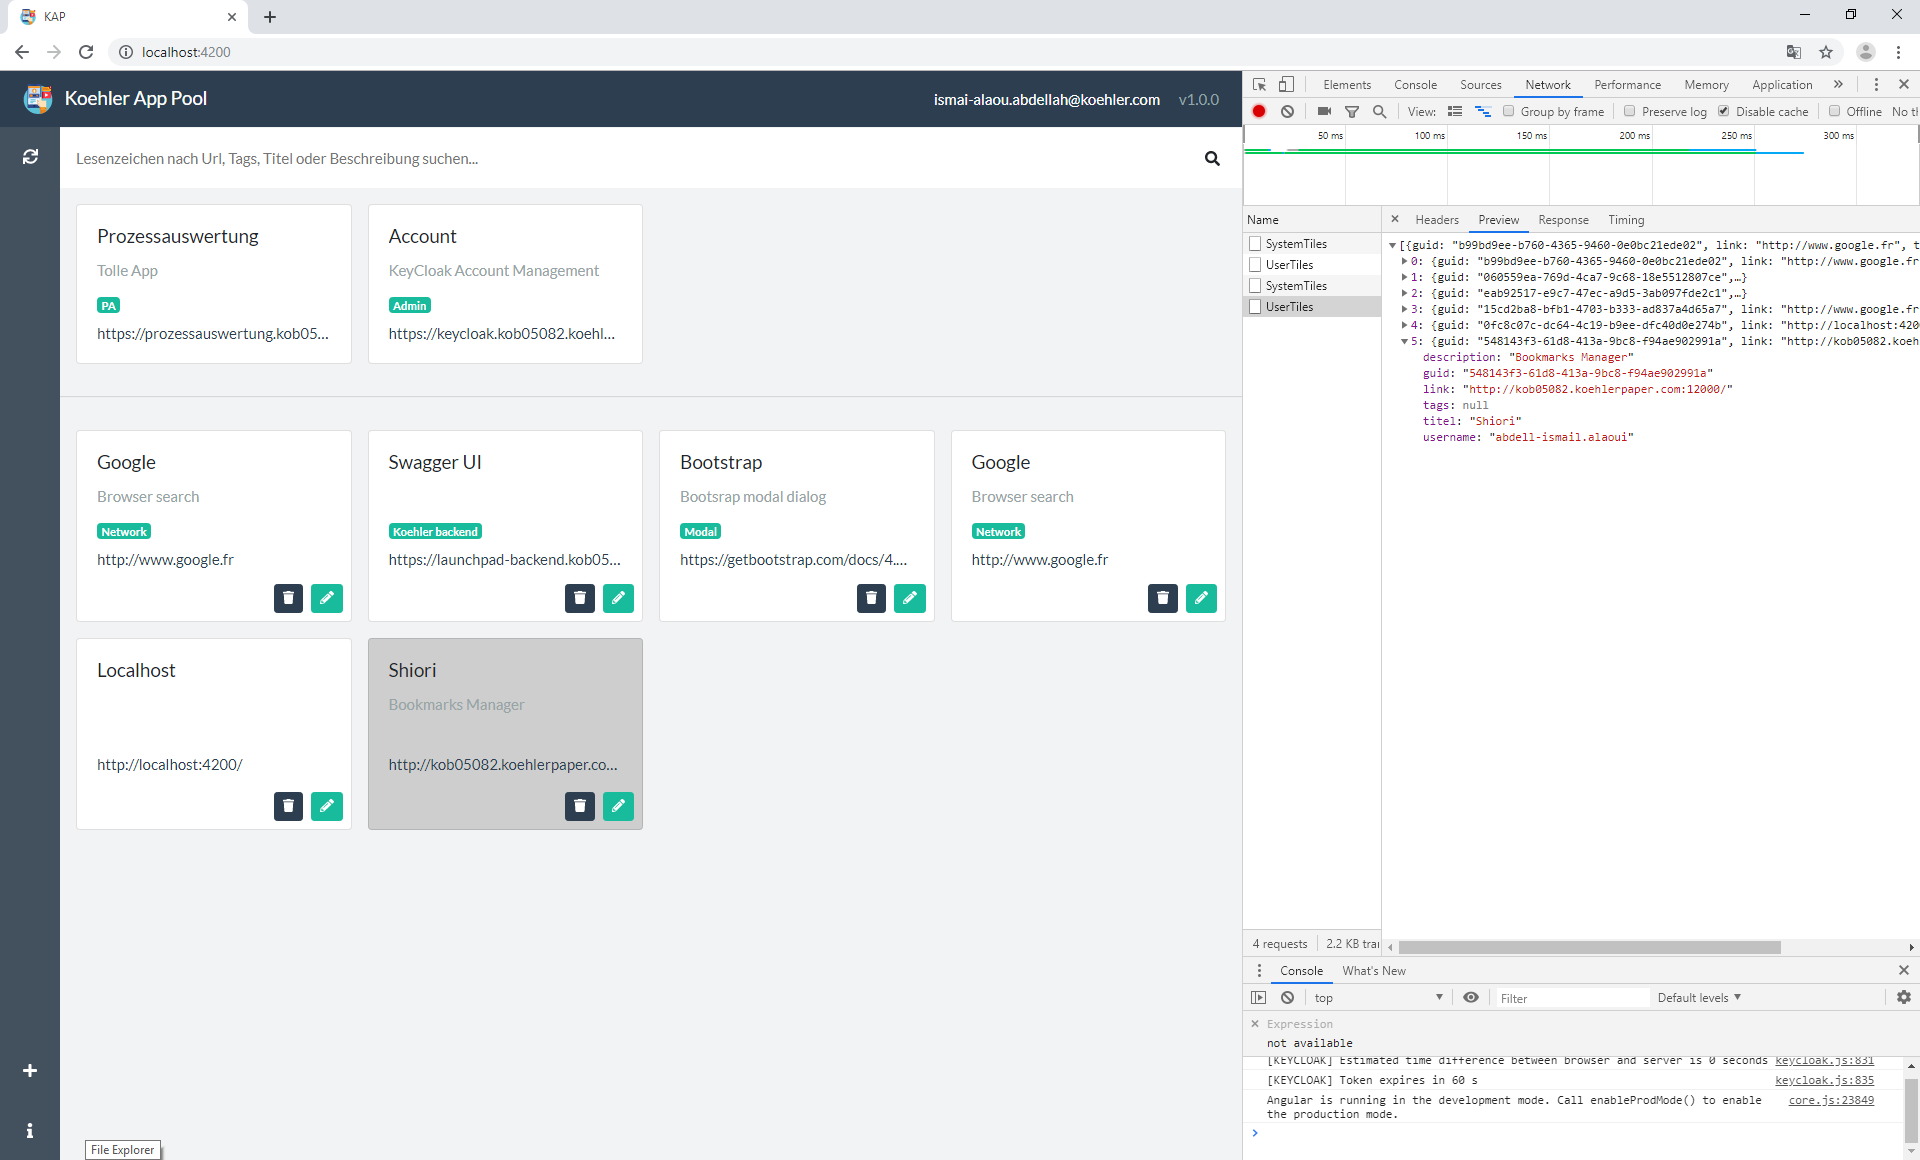 KAP
localhost:4200
Koehler App Pool
ismai-alaou.abdellah@koehler.com v1.0.0
Lesenzeichen nach Url, Tags, Titel oder Beschreibung suchen...
Prozessauswertung
Tolle App
PA
https://prozessauswertung.kob05...
Account
KeyCloak Account Management
Admin
https://keycloak.kob05082.koehl...
Google
Browser search
Network
http://www.google.fr
Swagger UI
Koehler backend
https://launchpad-backend.kob05...
Bootstrap
Bootsrap modal dialog
Modal
https://getbootstrap.com/docs/4....
Google
Browser search
Network
http://www.google.fr
Localhost
http://localhost:4200/
Shiori
Bookmarks Manager
http://kob05082.koehlerpaper.co...
File Explorer
Elements Console Sources Network Performance Memory Application
View: Group by frame Preserve log Disable cache Offline No tl
50 ms 100 ms 150 ms 200 ms 250 ms 300 ms
Name
SystemTiles
UserTiles
SystemTiles
UserTiles
4 requests 2.2 KB trai
Headers Preview Response Timing
[{guid: "b99bd9ee-b760-4365-9460-0e0bc21ede02", link: "http://www.google.fr", t
0: {guid: "b99bd9ee-b760-4365-9460-0e0bc21ede02", link: "http://www.google.fr
1: {guid: "060559ea-769d-4ca7-9c68-18e5512807ce",…}
2: {guid: "eab92517-e9c7-47ec-a9d5-3ab097fde2c1",…}
3: {guid: "15cd2ba8-bfb1-4703-b333-ad837a4d65a7", link: "http://www.google.fr
4: {guid: "0fc8c07c-dc64-4c19-b9ee-dfc40d0e274b", link: "http://localhost:420
5: {guid: "548143f3-61d8-413a-9bc8-f94ae902991a", link: "http://kob05082.koeh
description: "Bookmarks Manager"
guid: "548143f3-61d8-413a-9bc8-f94ae902991a"
link: "http://kob05082.koehlerpaper.com:12000/"
tags: null
titel: "Shiori"
username: "abdell-ismail.alaoui"
Console What's New
top Filter Default levels
Expression
not available
[KEYCLOAK] Estimated time difference between browser and server is 0 seconds keycloak.js:831
[KEYCLOAK] Token expires in 60 s keycloak.js:835
Angular is running in the development mode. Call enableProdMode() to enable core.js:23849
the production mode.